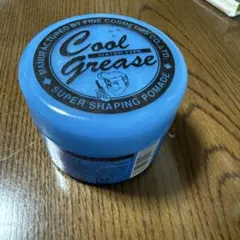 MANUFACTURED BY FINE COSMETICS CO., LTD.
Cool
WATER TYPE
Grease
SUPER SHAPING POMADE